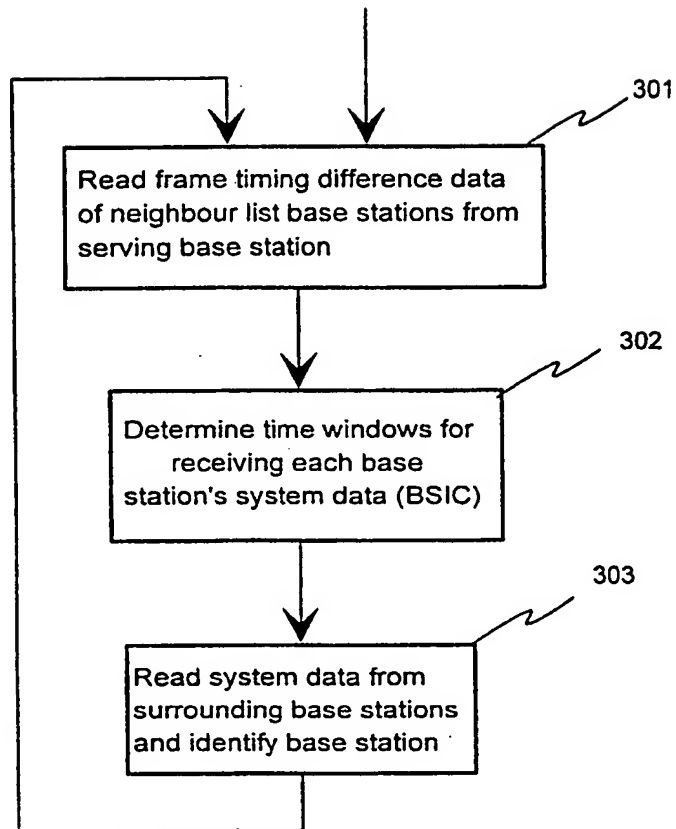 301
Read frame timing difference data
of neighbour list base stations from
serving base station
302
Determine time windows for
receiving each base
station's system data (BSIC)
303
Read system data from
surrounding base stations
and identify base station